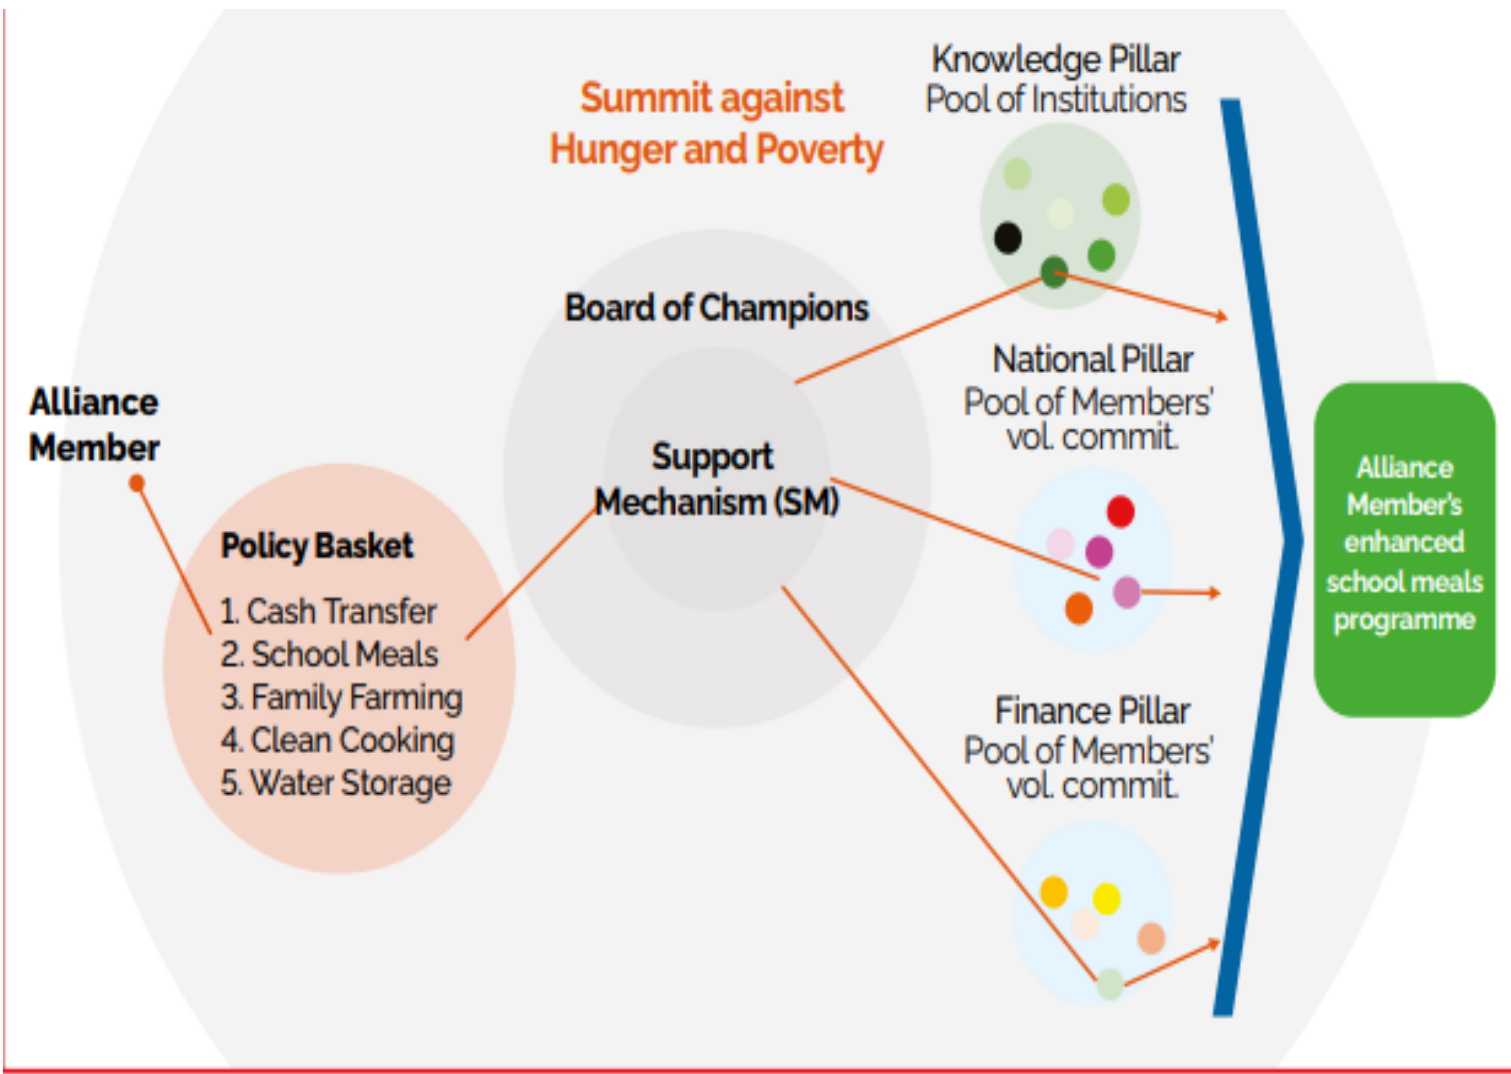 Summit against
Hunger and Poverty
Knowledge Pillar
Pool of Institutions
Board of Champions
National Pillar
Pool of Members'
vol. commit.
Alliance
Member
Support
Mechanism (SM)
Policy Basket
1. Cash Transfer
2. School Meals
3. Family Farming
4. Clean Cooking
5. Water Storage
Finance Pillar
Pool of Members'
vol. commit.
Alliance
Member's
enhanced
school meals
programme